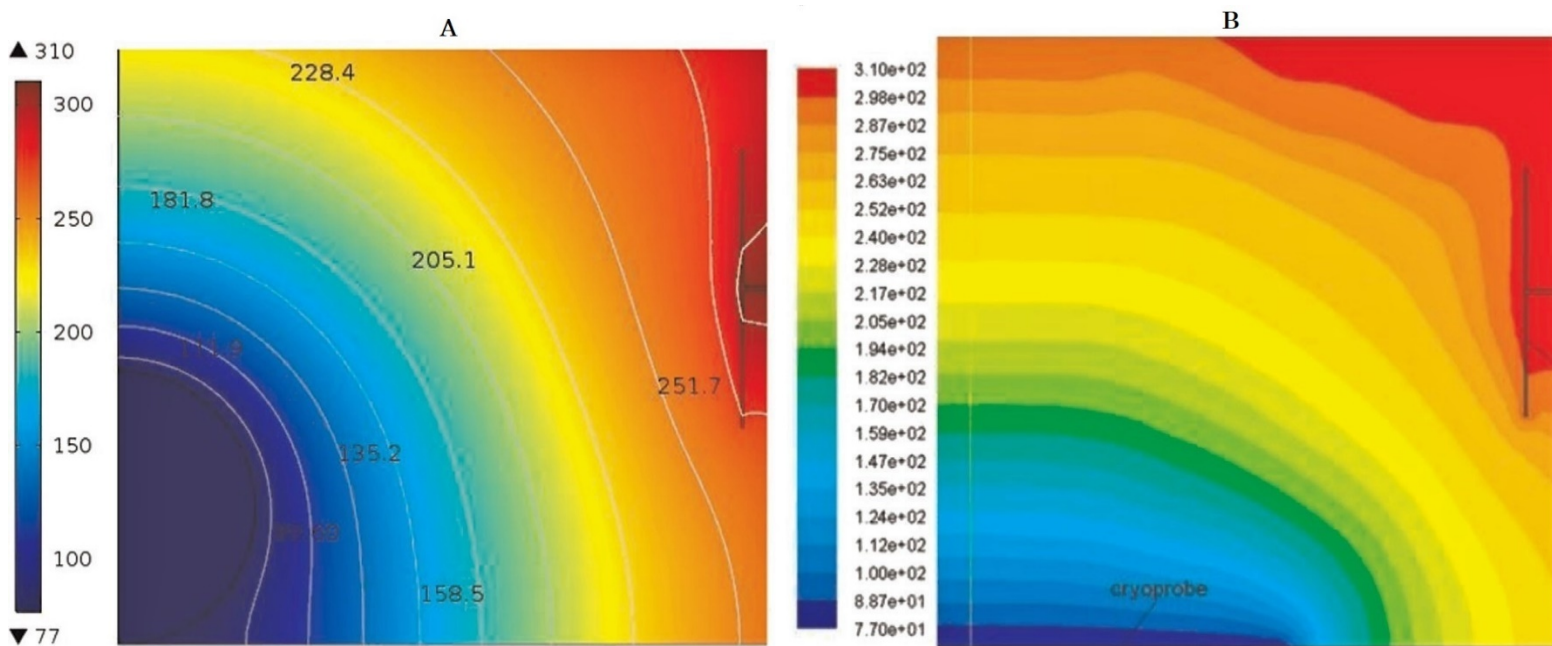 A
B
▲ 310
300
250
200
150
100
▼ 77
228.4
181.8
205.1
251.7
135.2
158.5
3.10e+02
2.98e+02
2.87e+02
2.75e+02
2.63e+02
2.52e+02
2.40e+02
2.28e+02
2.17e+02
2.05e+02
1.94e+02
1.82e+02
1.70e+02
1.59e+02
1.47e+02
1.35e+02
1.24e+02
1.12e+02
1.00e+02
8.87e+01
7.70e+01
cryoprobe